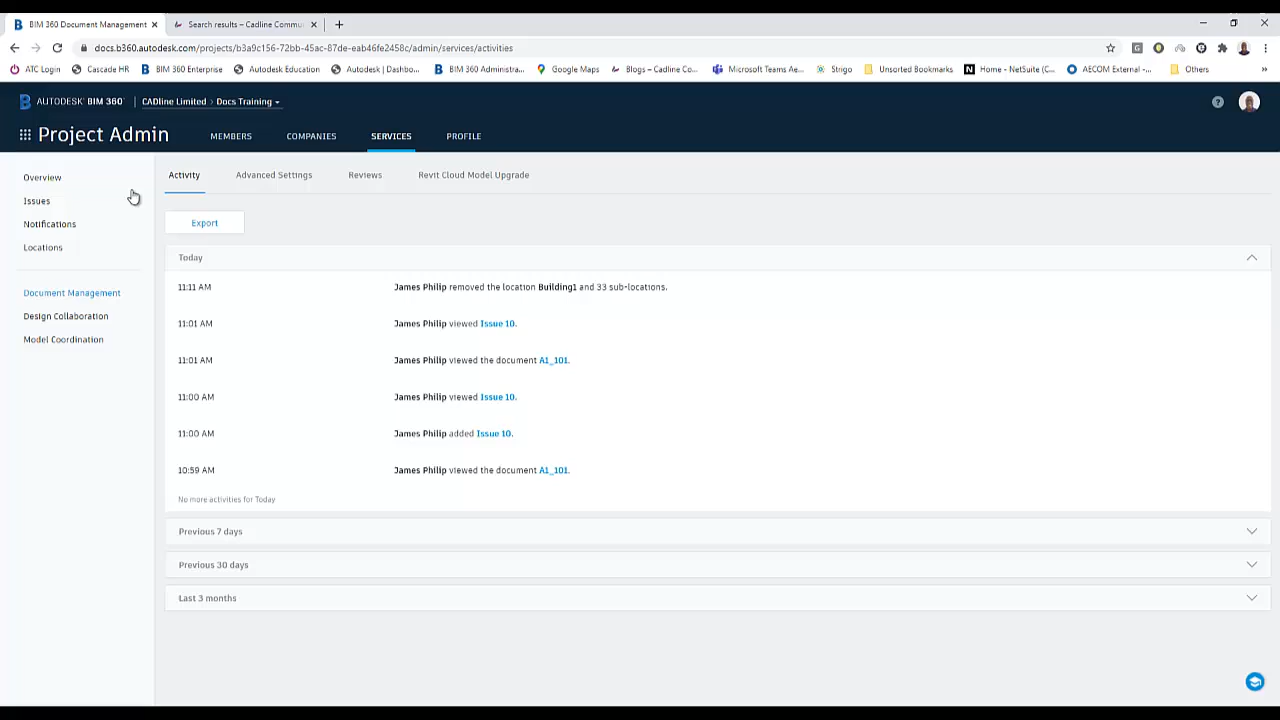 BIM 360 Document Management
Search results – Cadline Commu
docs.b360.autodesk.com/projects/b3a9c156-72bb-45ac-87de-eab46fe2458c/admin/services/activities
ATC Login Cascade HR BIM 360 Enterprise Autodesk Education Autodesk | Dashbo... BIM 360 Administra... Google Maps Blogs – Cadline Co... Microsoft Teams Ae... Strigo Unsorted Bookmarks Home - NetSuite (C... AECOM External -... Others
AUTODESK® BIM 360® CADline Limited > Docs Training
Project Admin MEMBERS COMPANIES SERVICES PROFILE
Overview
Issues
Notifications
Locations
Document Management
Design Collaboration
Model Coordination
Activity Advanced Settings Reviews Revit Cloud Model Upgrade
Export
Today
11:11 AM James Philip removed the location Building1 and 33 sub-locations.
11:01 AM James Philip viewed Issue 10.
11:01 AM James Philip viewed the document A1_101.
11:00 AM James Philip viewed Issue 10.
11:00 AM James Philip added Issue 10.
10:59 AM James Philip viewed the document A1_101.
No more activities for Today
Previous 7 days
Previous 30 days
Last 3 months